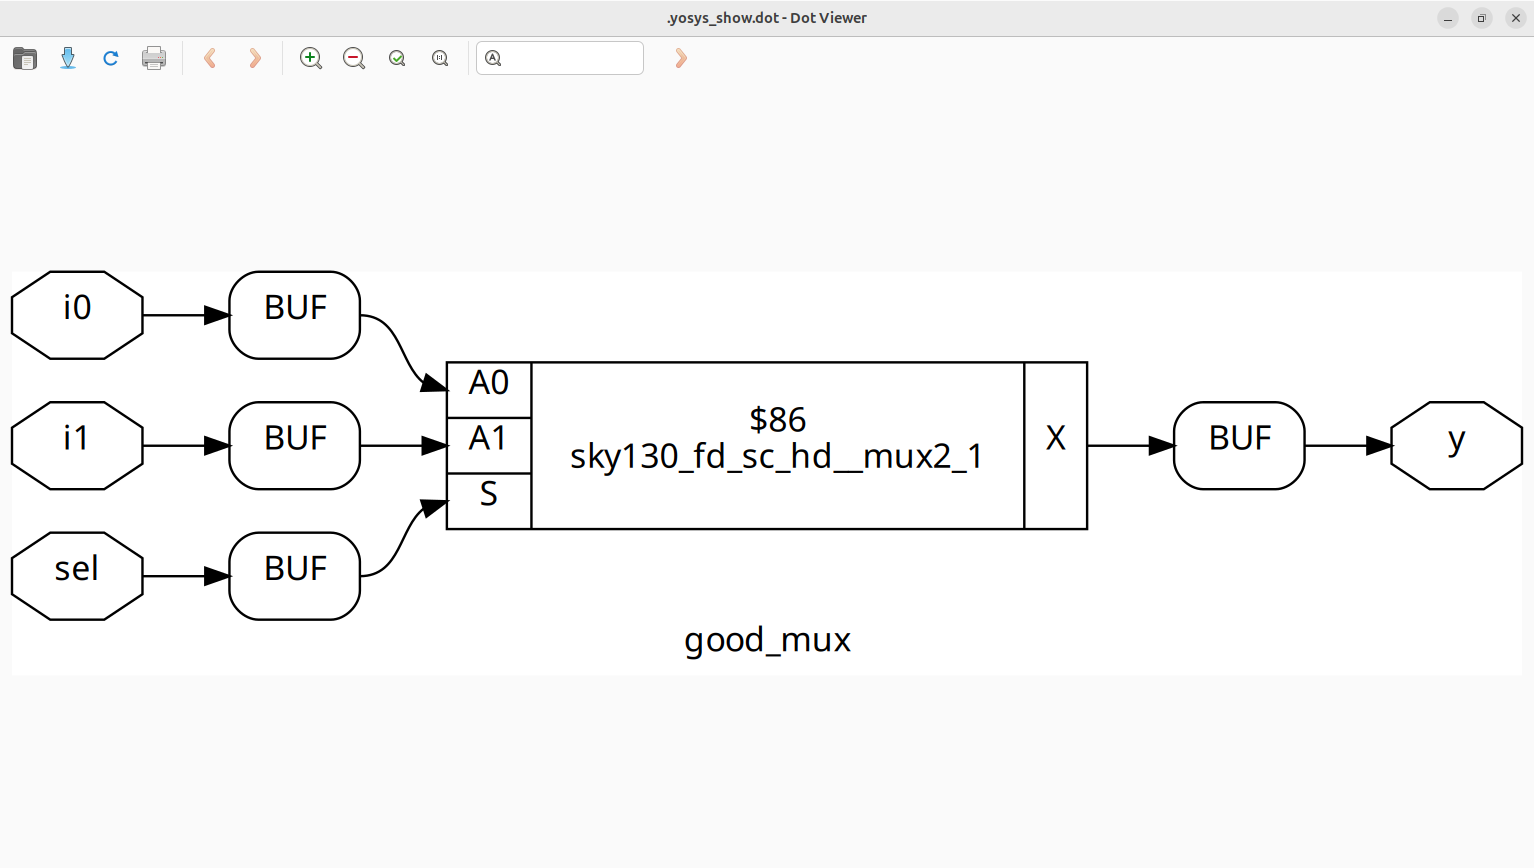 .yosys_show.dot - Dot Viewer
i0
BUF
A0
i1
BUF
A1
$86
sky130_fd_sc_hd__mux2_1
X
BUF
y
S
sel
BUF
good_mux